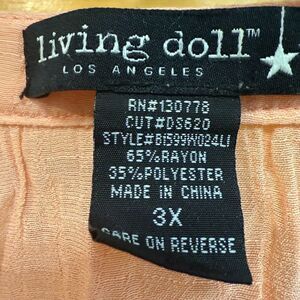 living doll™
LOS ANGELES
RN#130778
CUT#DS620
STYLE#BI599W024LI
65%RAYON
35%POLYESTER
MADE IN CHINA
3X
CARE ON REVERSE